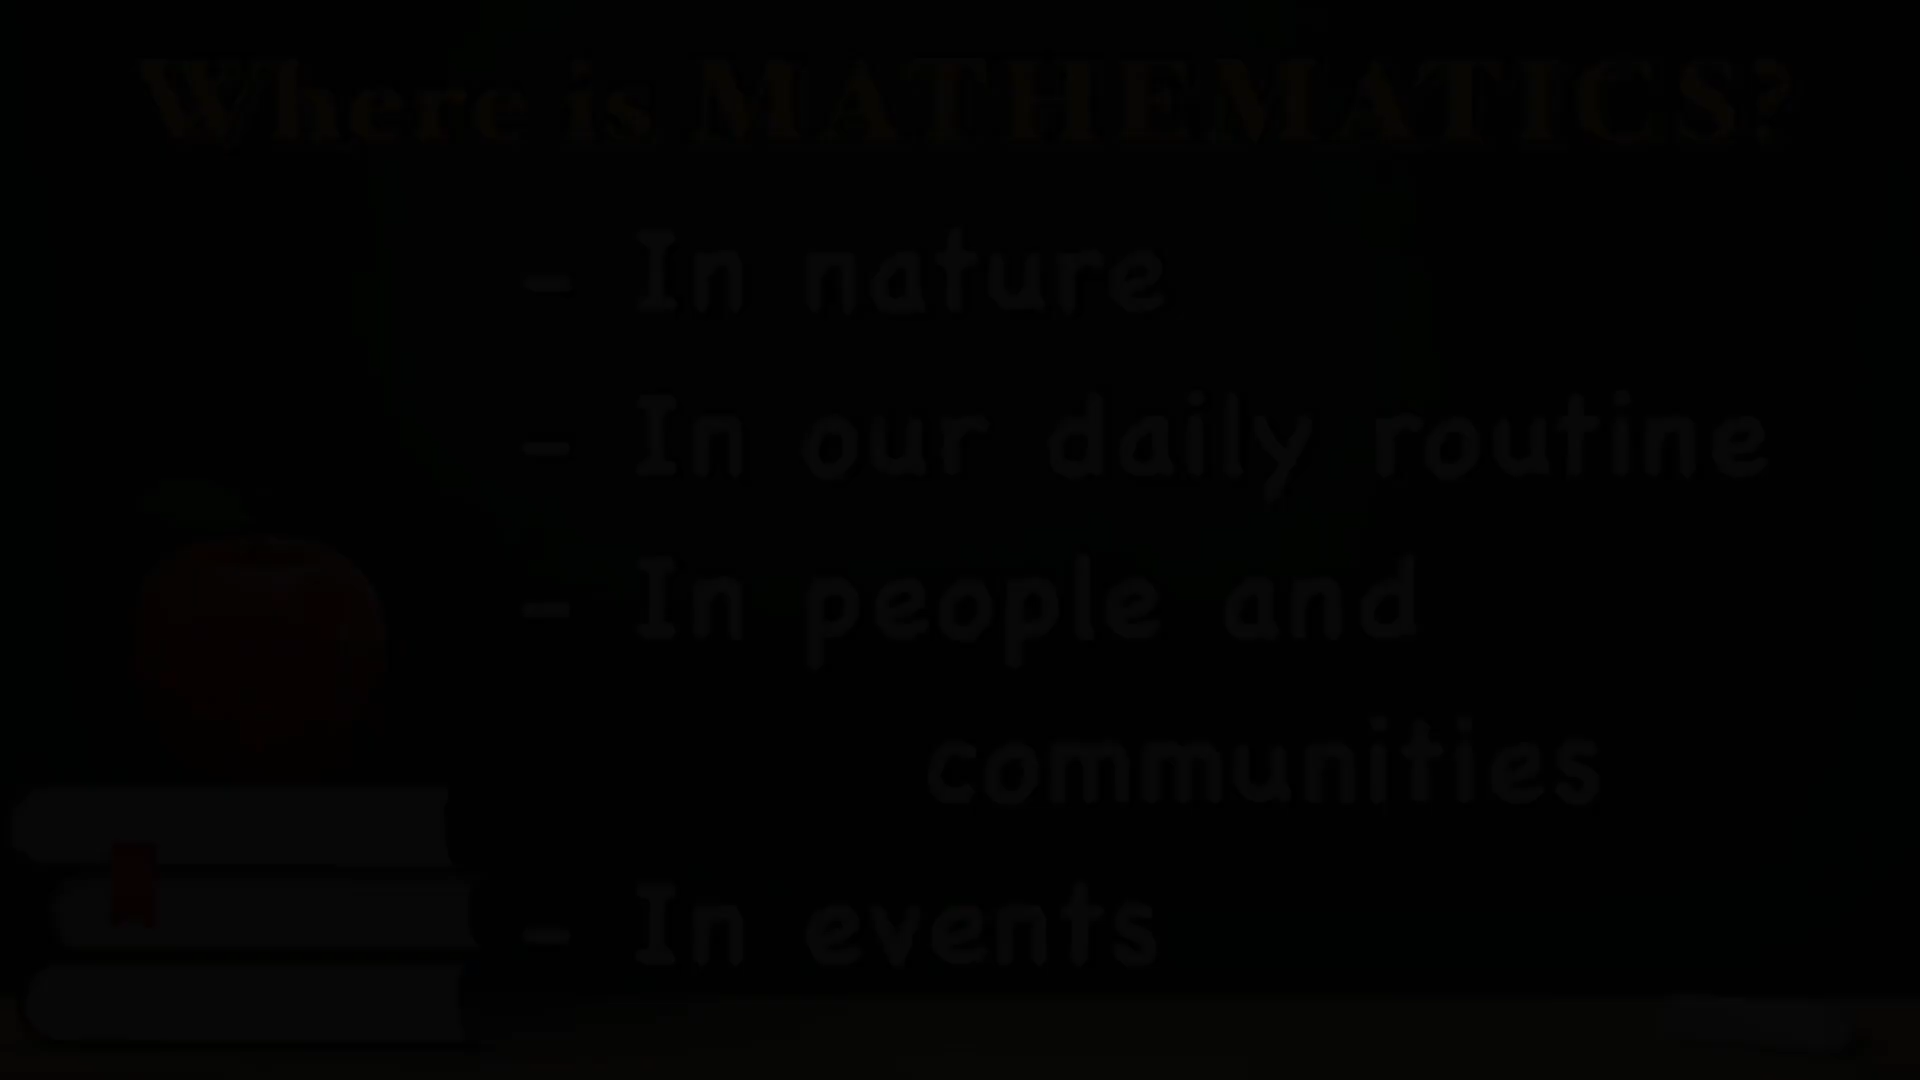 Where is MATHEMATICS?
- In nature
- In our daily routine
- In people and
communities
- In events